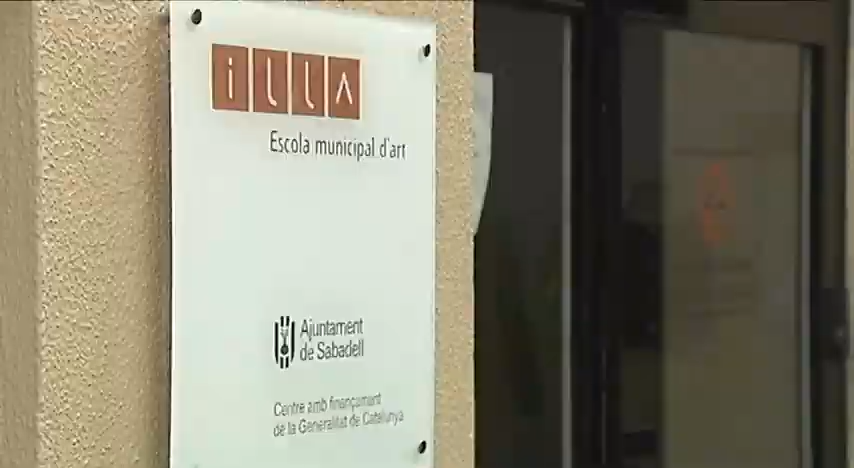 illa
Escola municipal d'art
Ajuntament
de Sabadell
Centre amb finançament
de la Generalitat de Catalunya